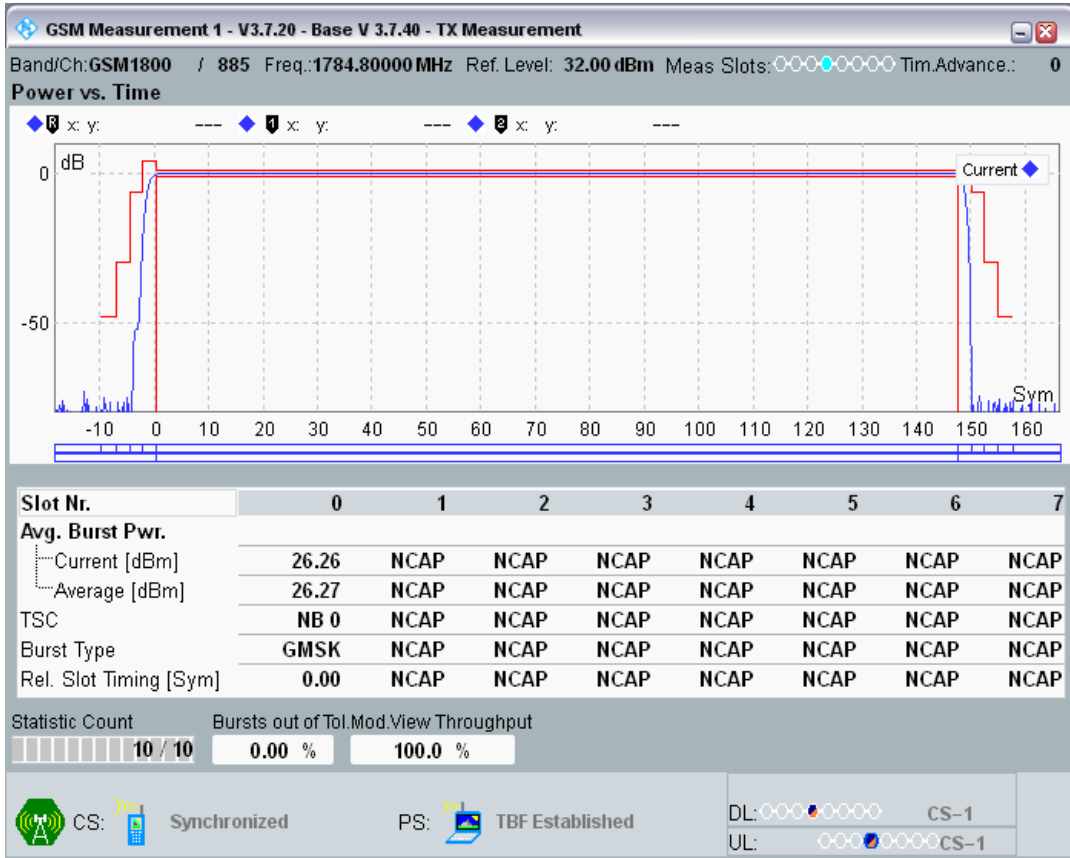 GSM Measurement 1 - V3.7.20 - Base V 3.7.40 - TX Measurement
Band/Ch:GSM1800 / 885 Freq.:1784.80000 MHz Ref. Level: 32.00 dBm Meas Slots: Tim.Advance.: 0
Power vs. Time
R x: y: --- 1 x: y: --- 2 x: y: ---
dB
Current
0
-50
Sym
-10 0 10 20 30 40 50 60 70 80 90 100 110 120 130 140 150 160
Slot Nr. 0 1 2 3 4 5 6 7
Avg. Burst Pwr.
Current [dBm] 26.26 NCAP NCAP NCAP NCAP NCAP NCAP NCAP
Average [dBm] 26.27 NCAP NCAP NCAP NCAP NCAP NCAP NCAP
TSC NB 0 NCAP NCAP NCAP NCAP NCAP NCAP NCAP
Burst Type GMSK NCAP NCAP NCAP NCAP NCAP NCAP NCAP
Rel. Slot Timing [Sym] 0.00 NCAP NCAP NCAP NCAP NCAP NCAP NCAP
Statistic Count Bursts out of Tol.Mod.View Throughput
10 / 10 0.00 % 100.0 %
CS: Synchronized PS: TBF Established
DL: CS-1
UL: CS-1